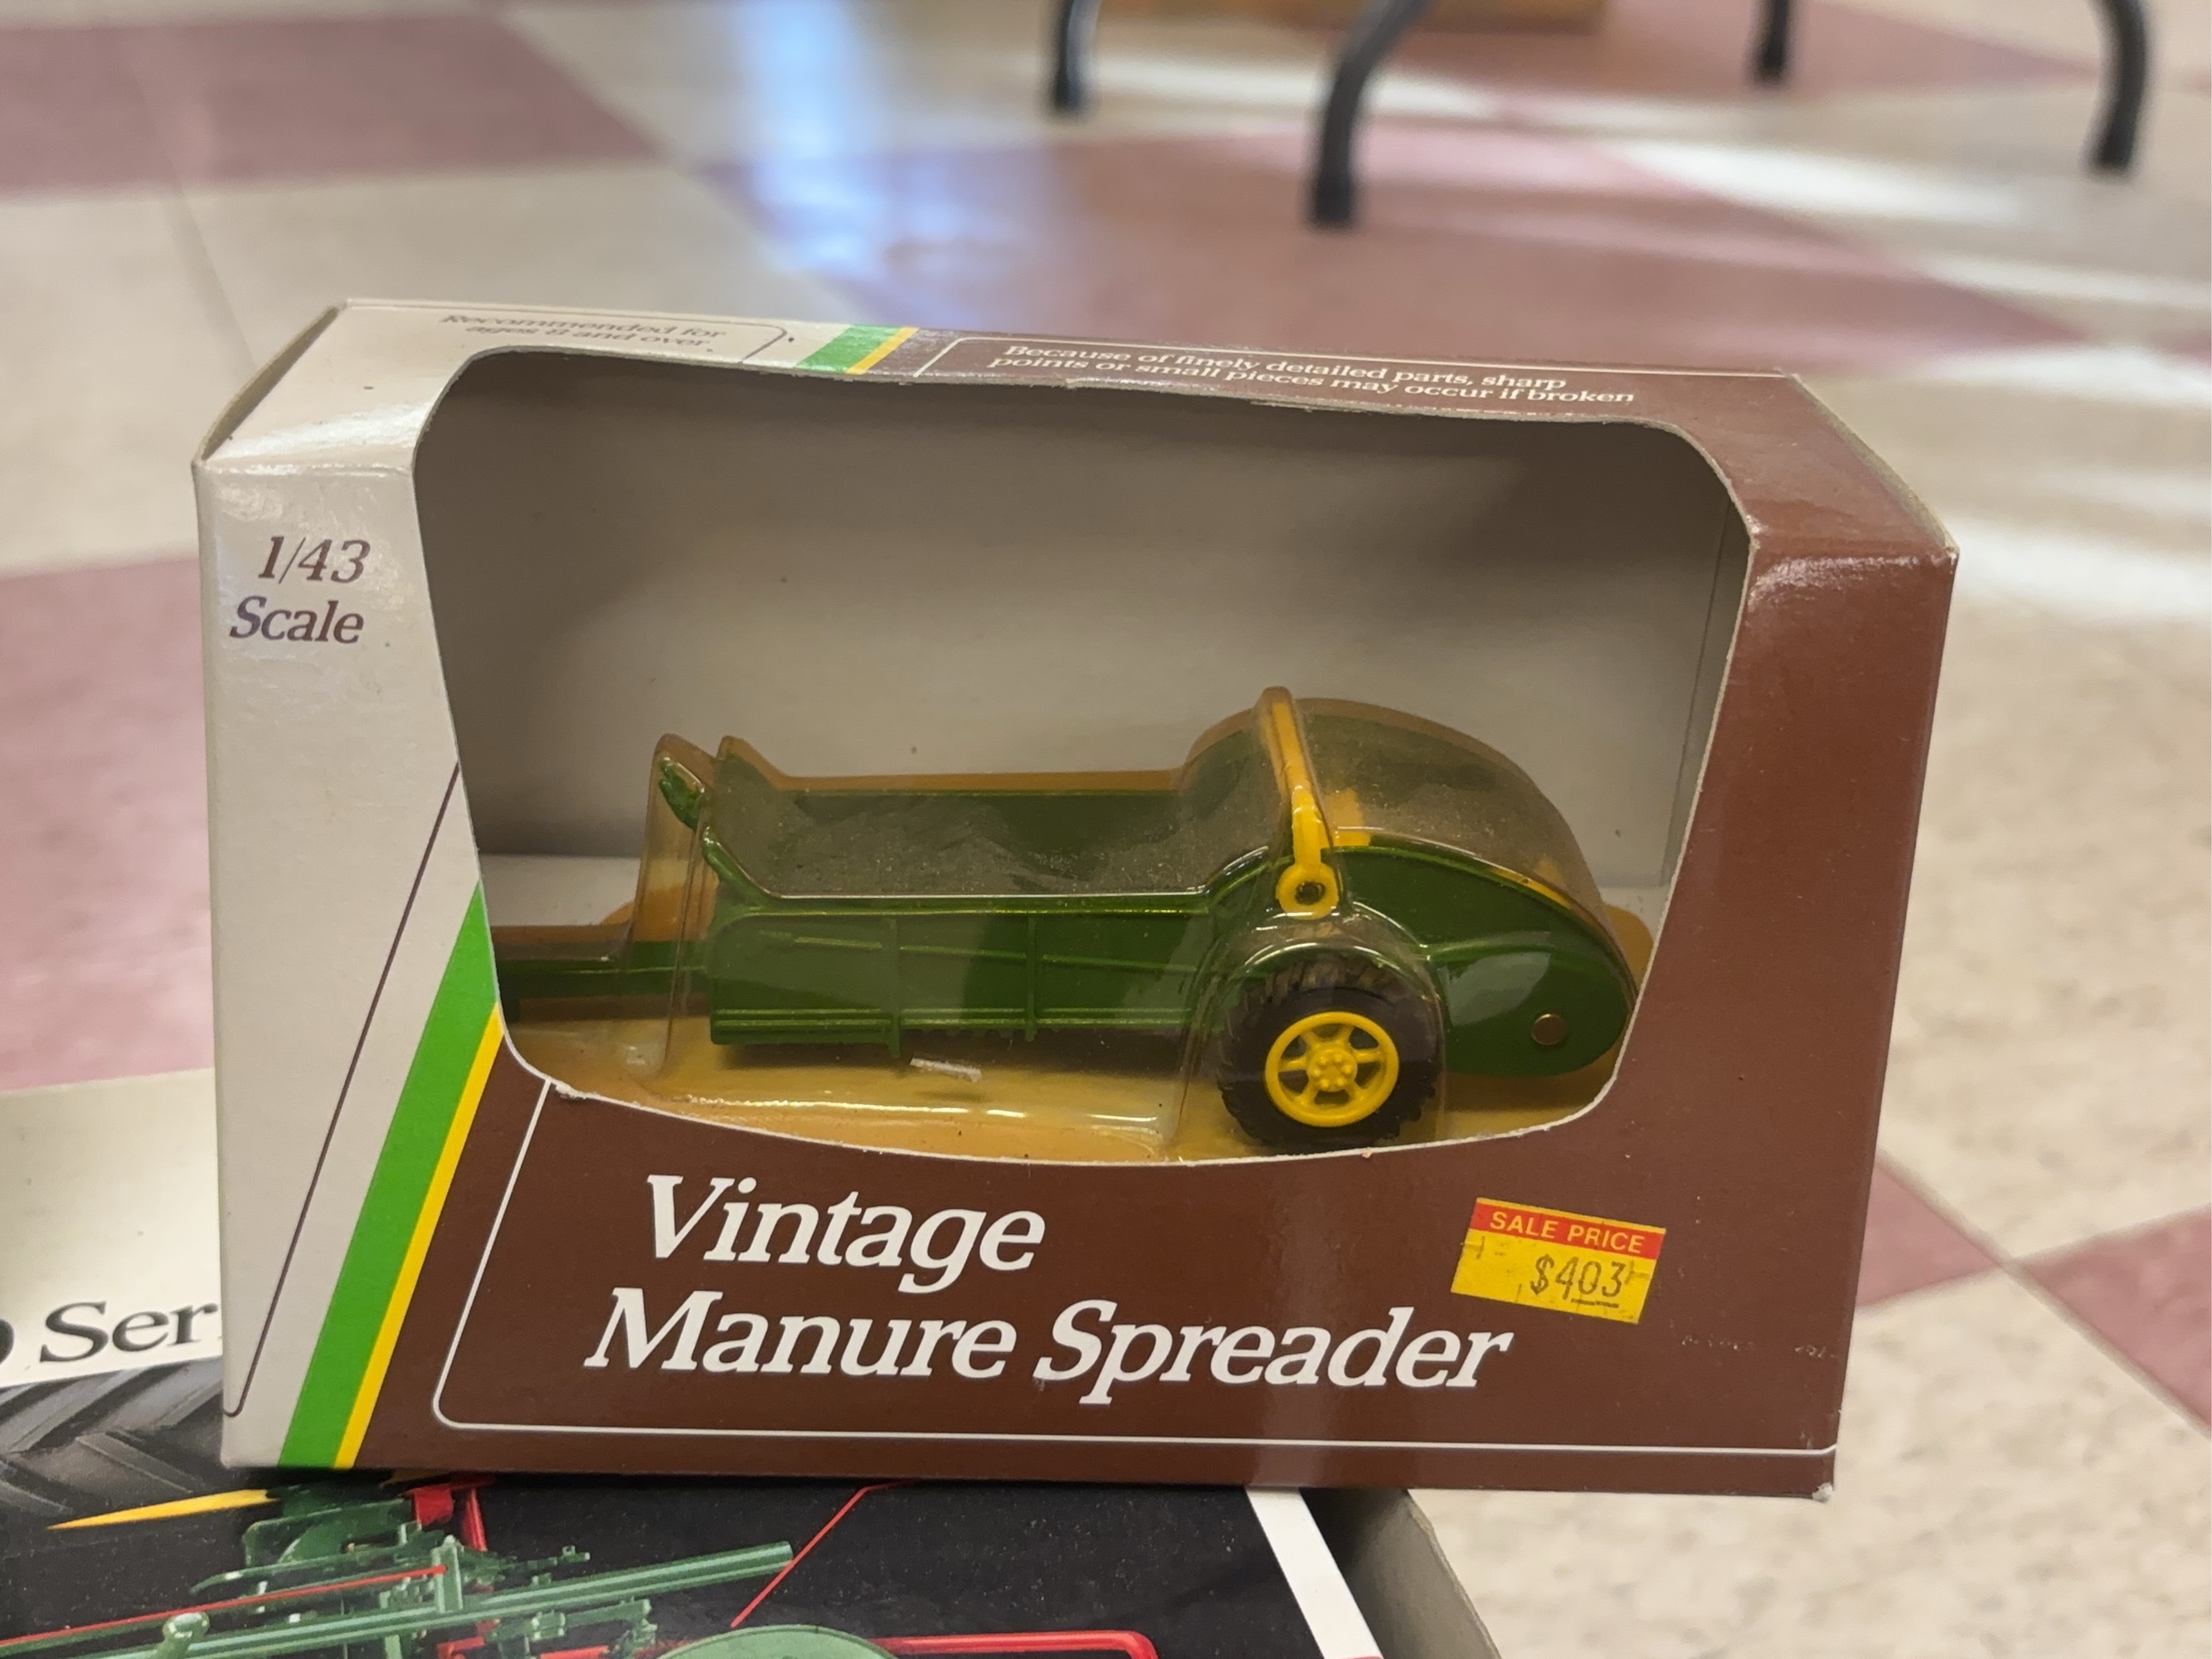 Recommended for
ages 8 and over
Because of finely detailed parts, sharp
points or small pieces may occur if broken
1/43
Scale
Vintage
Manure Spreader
SALE PRICE
$403
Ser